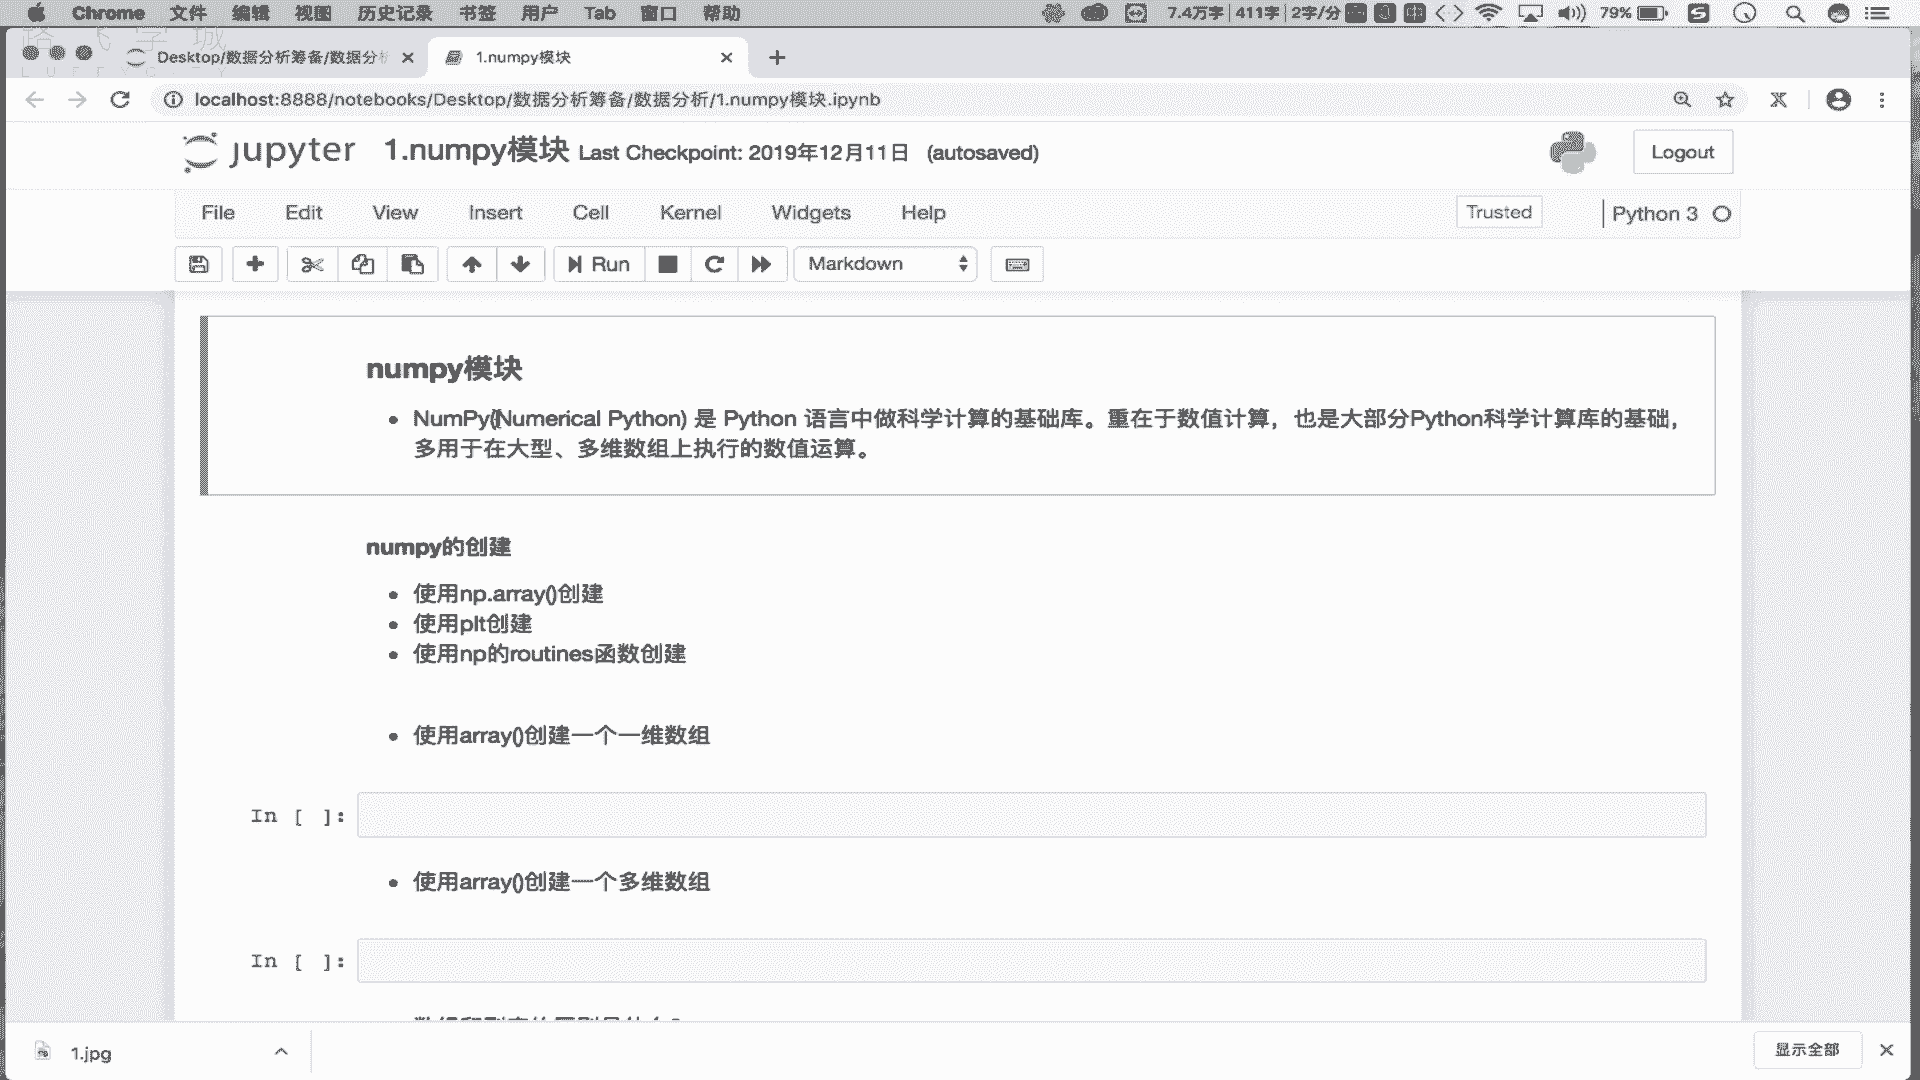 Chrome 文件 编辑 视图 历史记录 书签 用户 Tab 窗口 帮助 7.4万字 411字 2字/分 79%
Desktop/数据分析筹备/数据分析 1.numpy模块
localhost:8888/notebooks/Desktop/数据分析筹备/数据分析/1.numpy模块.ipynb
jupyter 1.numpy模块 Last Checkpoint: 2019年12月11日 (autosaved) Logout
File Edit View Insert Cell Kernel Widgets Help Trusted Python 3
Run Markdown
numpy模块
• NumPy(Numerical Python) 是 Python 语言中做科学计算的基础库。重在于数值计算，也是大部分Python科学计算库的基础，
多用于在大型、多维数组上执行的数值运算。
numpy的创建
• 使用np.array()创建
• 使用plt创建
• 使用np的routines函数创建
• 使用array()创建一个一维数组
In [ ]:
• 使用array()创建一个多维数组
In [ ]:
1.jpg 显示全部